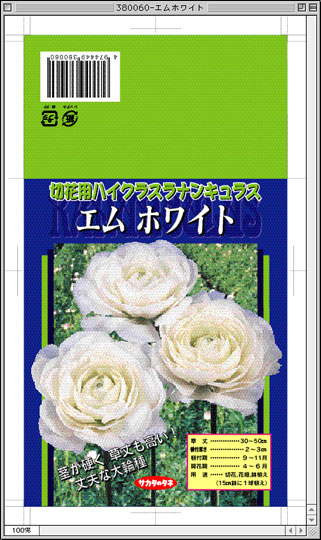 380060-エムホワイト
4 974449 380080
切花用ハイクラスラナンキュラス
エム ホワイト
茎が硬く、草丈も高い！
丈夫な大輪種
サカタのタネ
草　丈 ……………30～50㎝
植付深さ …………… 2～3㎝
植付期 …………… 9～11月
開花期 …………… 4～6月
用　途 …… 切花、花壇、鉢植え
(15㎝鉢に1球植え)
100%